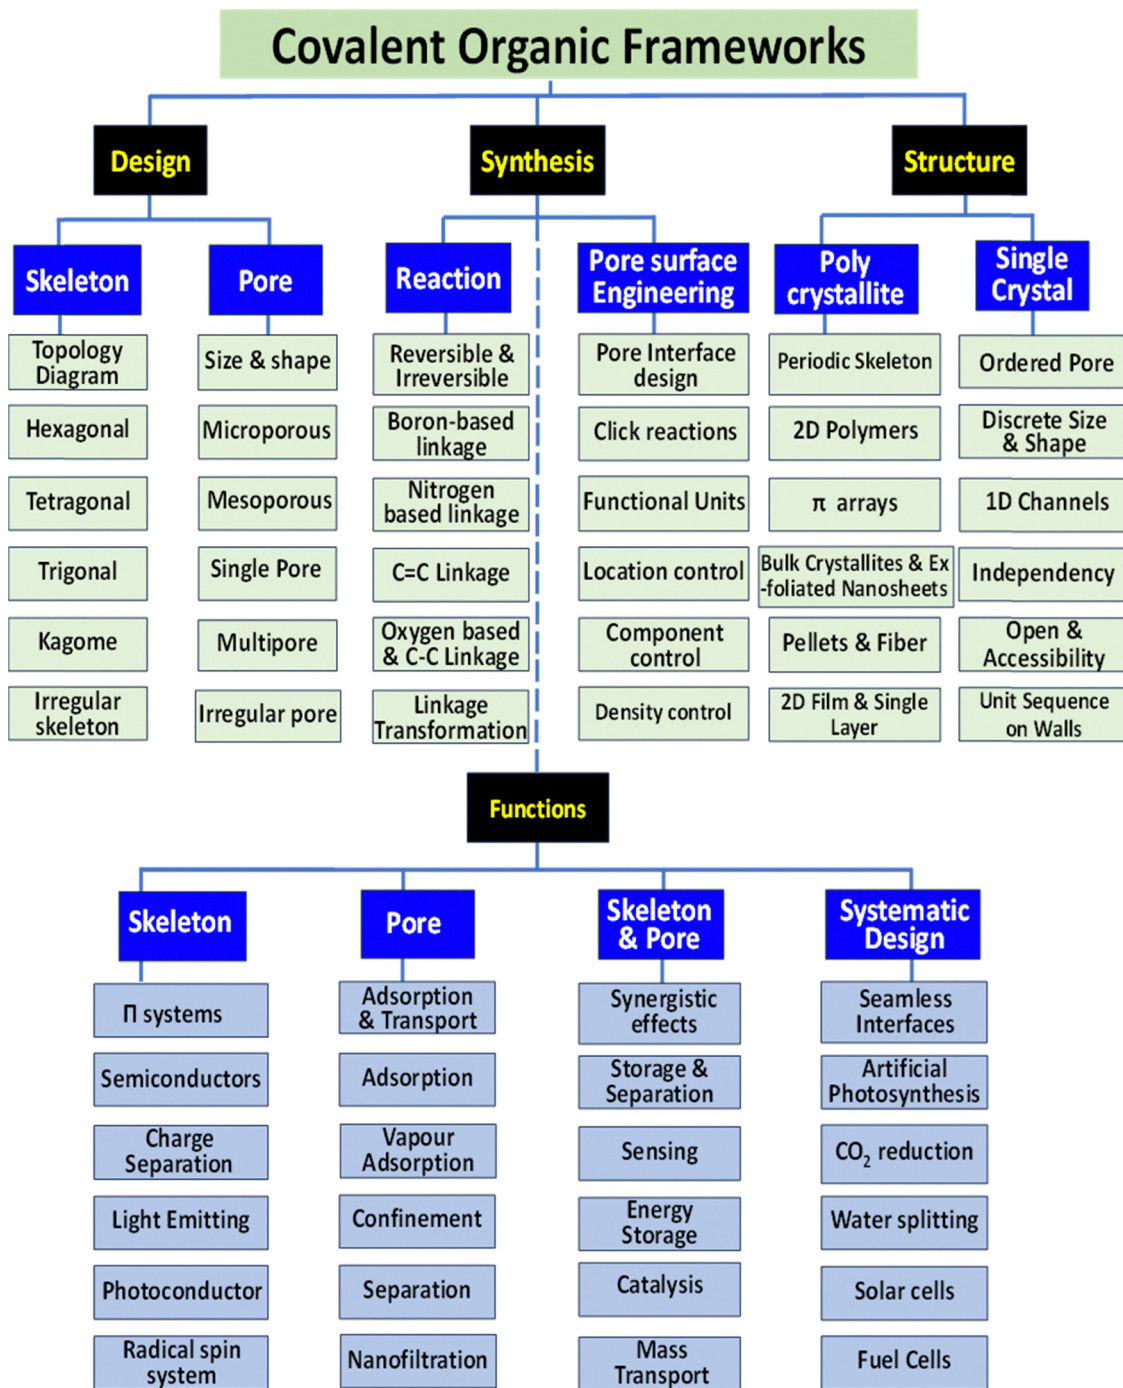 Covalent Organic Frameworks
Design
Synthesis
Structure
Skeleton
Pore
Reaction
Pore surface
Engineering
Poly
crystallite
Single
Crystal
Topology
Diagram
Hexagonal
Tetragonal
Trigonal
Kagome
Irregular
skeleton
Size & shape
Microporous
Mesoporous
Single Pore
Multipore
Irregular pore
Reversible &
Irreversible
Boron-based
linkage
Nitrogen
based linkage
C=C Linkage
Oxygen based
& C-C Linkage
Linkage
Transformation
Pore Interface
design
Click reactions
Functional Units
Location control
Component
control
Density control
Periodic Skeleton
2D Polymers
π arrays
Bulk Crystallites & Ex
-foliated Nanosheets
Pellets & Fiber
2D Film & Single
Layer
Ordered Pore
Discrete Size
& Shape
1D Channels
Independency
Open &
Accessibility
Unit Sequence
on Walls
Functions
Skeleton
Pore
Skeleton
& Pore
Systematic
Design
Π systems
Semiconductors
Charge
Separation
Light Emitting
Photoconductor
Radical spin
system
Adsorption
& Transport
Adsorption
Vapour
Adsorption
Confinement
Separation
Nanofiltration
Synergistic
effects
Storage &
Separation
Sensing
Energy
Storage
Catalysis
Mass
Transport
Seamless
Interfaces
Artificial
Photosynthesis
CO₂ reduction
Water splitting
Solar cells
Fuel Cells